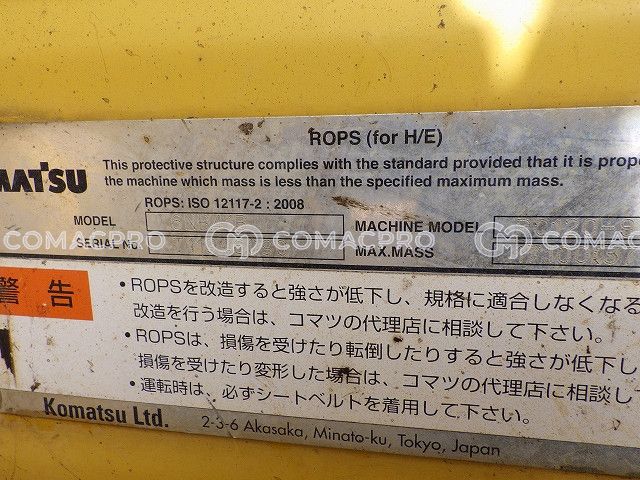 ROPS (for H/E)
MATSU
This protective structure complies with the standard provided that it is prope
the machine which mass is less than the specified maximum mass.
ROPS: ISO 12117-2 : 2008
MODEL
MACHINE MODEL
COMACPRO COMACPRO COMACPRO
SERIAL NO.
MAX.MASS
警告
・ROPSを改造すると強さが低下し、規格に適合しなくなる
改造を行う場合は、コマツの代理店に相談して下さい。
・ROPSは、損傷を受けたり転倒したりすると強さが低下し
損傷を受けたり変形した場合は、コマツの代理店に相談して
・運転時は、必ずシートベルトを着用して下さい。
Komatsu Ltd.
2-3-6 Akasaka, Minato-ku, Tokyo, Japan